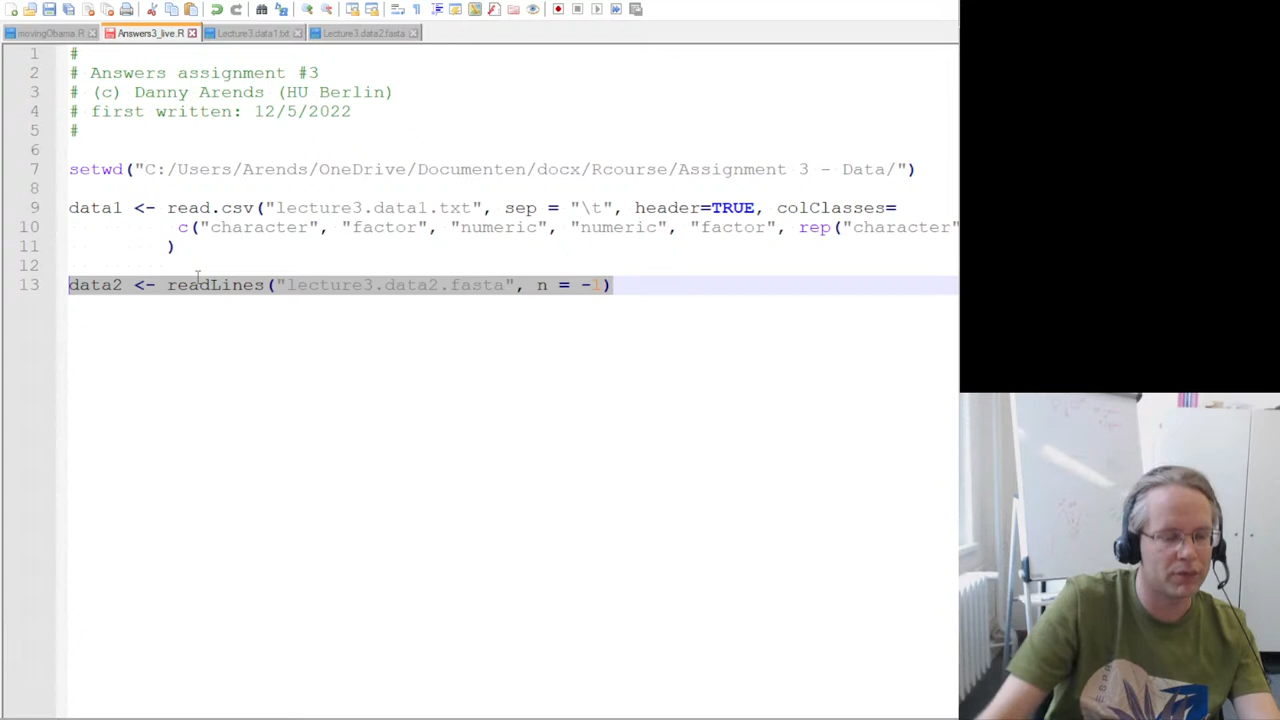 movingObama.R Answers3_live.R Lecture3.data1.txt Lecture3.data2.fasta
1 #
2 # Answers assignment #3
3 # (c) Danny Arends (HU Berlin)
4 # first written: 12/5/2022
5 #
6
7 setwd("C:/Users/Arends/OneDrive/Documenten/docx/Rcourse/Assignment 3 - Data/")
8
9 data1 <- read.csv("lecture3.data1.txt", sep = "\t", header=TRUE, colClasses=
10 c("character", "factor", "numeric", "numeric", "factor", rep("character"
11 )
12
13 data2 <- readLines("lecture3.data2.fasta", n = -1)